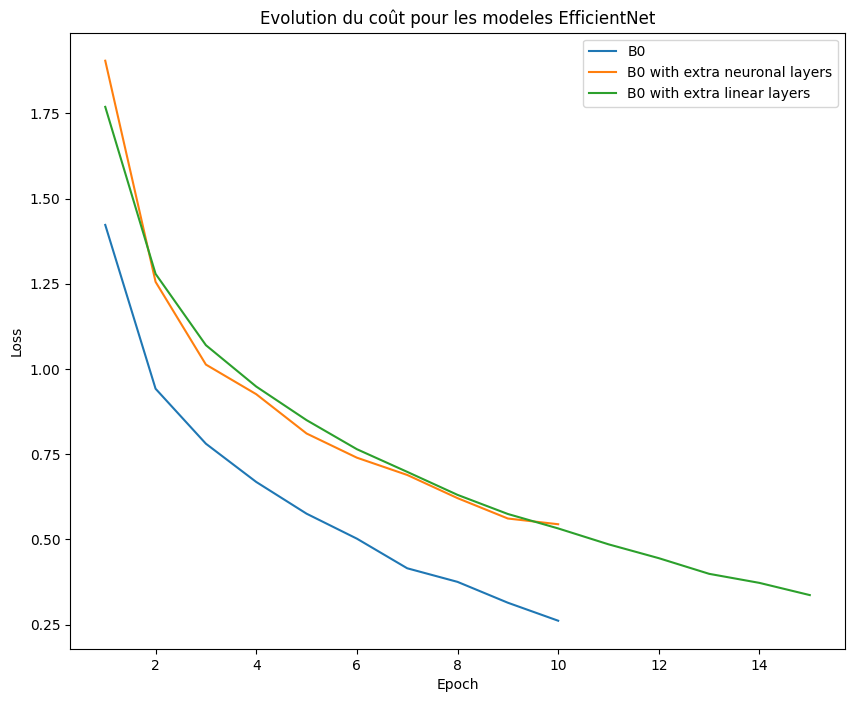 Evolution du coût pour les modeles EfficientNet
B0
B0 with extra neuronal layers
B0 with extra linear layers
Loss
1.75
1.50
1.25
1.00
0.75
0.50
0.25
2 4 6 8 10 12 14
Epoch